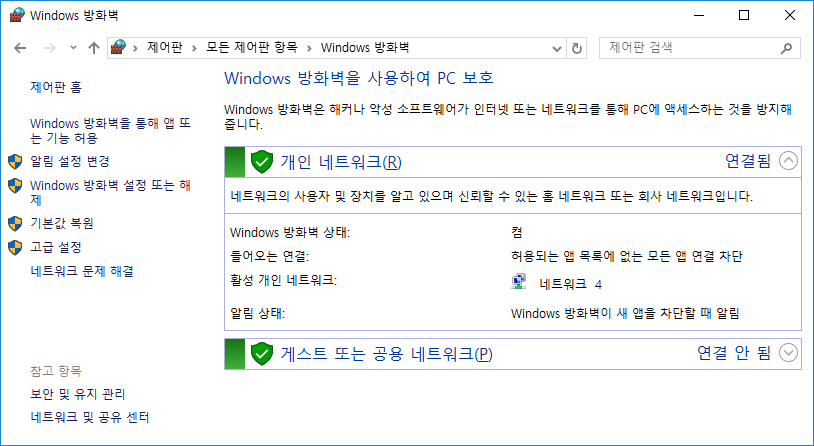 Windows 방화벽
제어판 > 모든 제어판 항목 > Windows 방화벽
제어판 검색
제어판 홈
Windows 방화벽을 통해 앱 또
는 기능 허용
알림 설정 변경
Windows 방화벽 설정 또는 해
제
기본값 복원
고급 설정
네트워크 문제 해결
참고 항목
보안 및 유지 관리
네트워크 및 공유 센터
Windows 방화벽을 사용하여 PC 보호
Windows 방화벽은 해커나 악성 소프트웨어가 인터넷 또는 네트워크를 통해 PC에 액세스하는 것을 방지해
줍니다.
개인 네트워크(R) 연결됨
네트워크의 사용자 및 장치를 알고 있으며 신뢰할 수 있는 홈 네트워크 또는 회사 네트워크입니다.
Windows 방화벽 상태: 켬
들어오는 연결: 허용되는 앱 목록에 없는 모든 앱 연결 차단
활성 개인 네트워크: 네트워크 4
알림 상태: Windows 방화벽이 새 앱을 차단할 때 알림
게스트 또는 공용 네트워크(P) 연결 안 됨